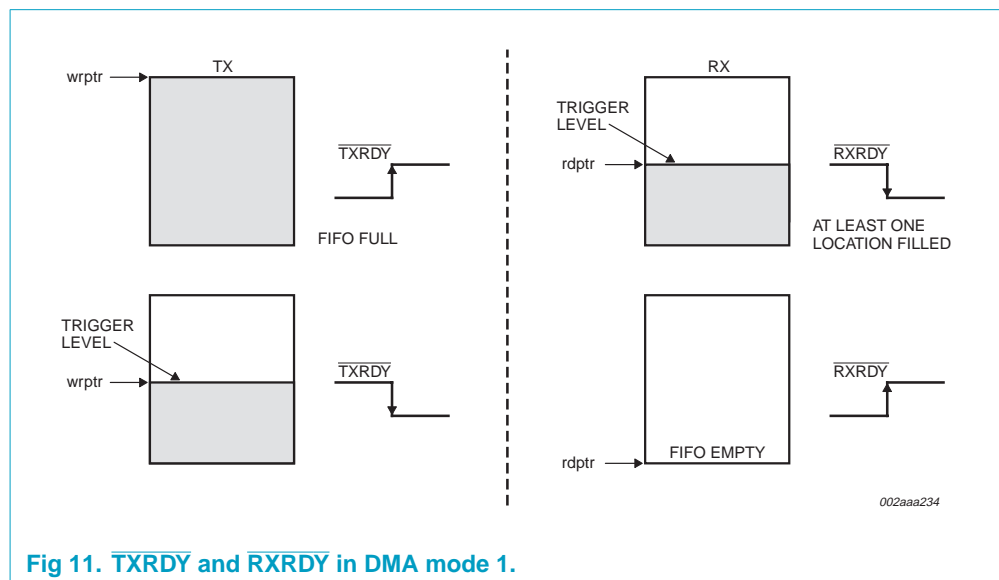 TX
wrptr
TXRDY
FIFO FULL
TRIGGER
LEVEL
wrptr
TXRDY
RX
TRIGGER
LEVEL
rdptr
RXRDY
AT LEAST ONE
LOCATION FILLED
RXRDY
FIFO EMPTY
rdptr
002aaa234
Fig 11. TXRDY and RXRDY in DMA mode 1.